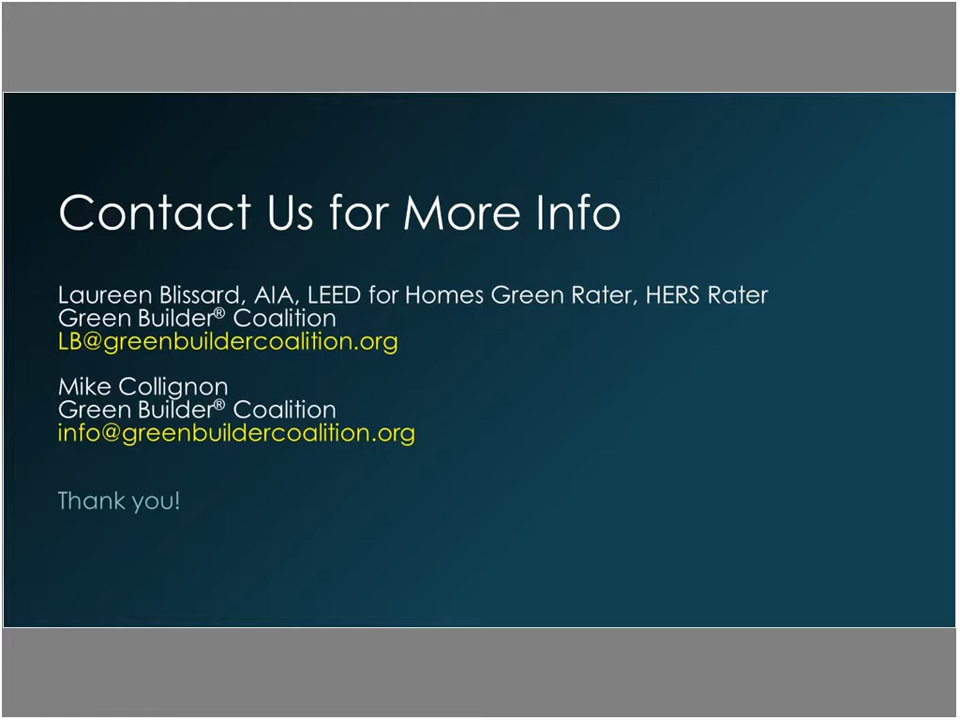 Contact Us for More Info
Laureen Blissard, AIA, LEED for Homes Green Rater, HERS Rater
Green Builder® Coalition
LB@greenbuildercoalition.org
Mike Collignon
Green Builder® Coalition
info@greenbuildercoalition.org
Thank you!